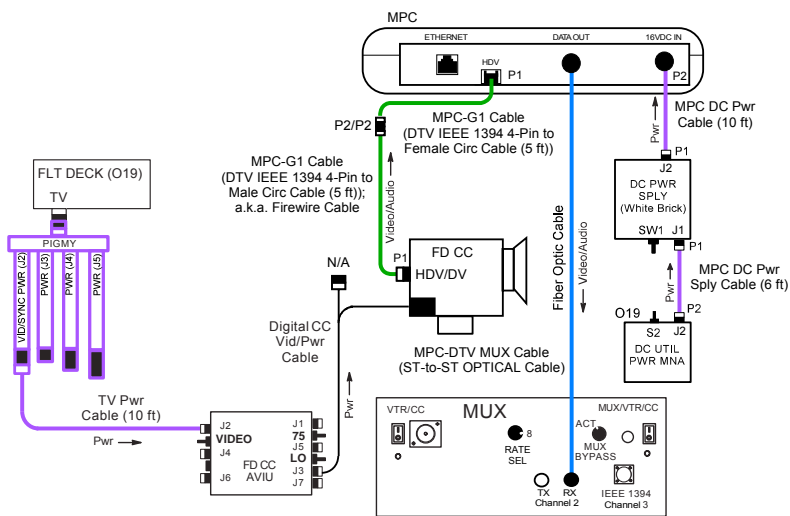 MPC
ETHERNET
DATA OUT
16VDC IN
HDV
P1
P2
P2/P2
MPC-G1 Cable
(DTV IEEE 1394 4-Pin to
Female Circ Cable (5 ft))
Pwr
MPC DC Pwr
Cable (10 ft)
MPC-G1 Cable
(DTV IEEE 1394 4-Pin to
Male Circ Cable (5 ft));
a.k.a. Firewire Cable
Video/Audio
FLT DECK (O19)
TV
PIGMY
VID/SYNC PWR (J2)
PWR (J3)
PWR (J4)
PWR (J5)
P1
J2
DC PWR
SPLY
(White Brick)
SW1
J1
P1
Fiber Optic Cable
Video/Audio
N/A
P1
FD CC
HDV/DV
Pwr
MPC DC Pwr
Sply Cable (6 ft)
O19
P2
S2
J2
DC UTIL
PWR MNA
Digital CC
Vid/Pwr
Cable
MPC-DTV MUX Cable
(ST-to-ST OPTICAL Cable)
Pwr
TV Pwr
Cable (10 ft)
Pwr
J2
VIDEO
J4
J6
FD CC
AVIU
J1
75
J5
LO
J3
J7
VTR/CC
MUX
MUX/VTR/CC
8
RATE
SEL
ACT
MUX
BYPASS
TX
RX
Channel 2
IEEE 1394
Channel 3